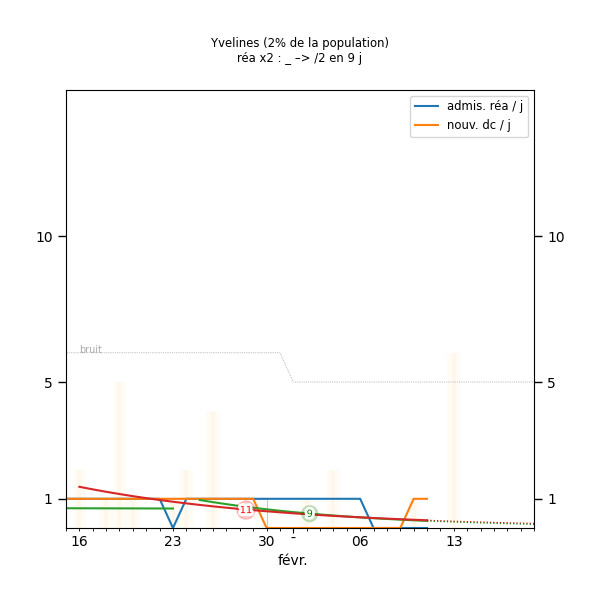 Yvelines (2% de la population)
réa x2 : _ –> /2 en 9 j
admis. réa / j
nouv. dc / j
10
10
bruit
5
5
1
1
11
9
16
23
30
-
06
13
févr.